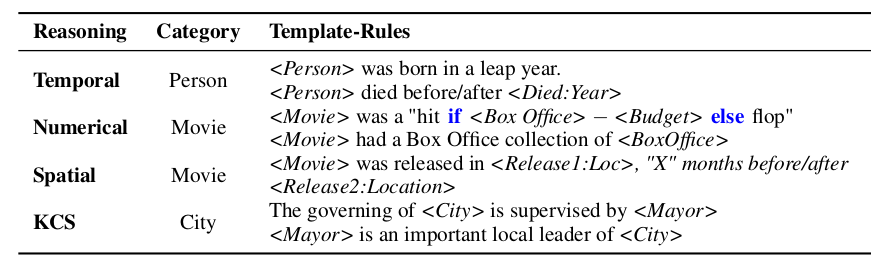 Reasoning Category Template-Rules
Temporal Person <Person> was born in a leap year.
<Person> died before/after <Died:Year>
Numerical Movie <Movie> was a "hit if <Box Office> − <Budget> else flop"
<Movie> had a Box Office collection of <BoxOffice>
Spatial Movie <Movie> was released in <Release1:Loc>, "X" months before/after
<Release2:Location>
KCS City The governing of <City> is supervised by <Mayor>
<Mayor> is an important local leader of <City>